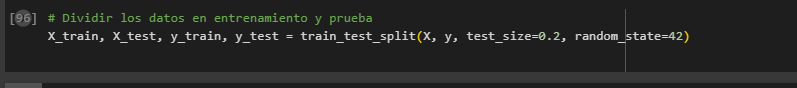 [96] # Dividir los datos en entrenamiento y prueba
X_train, X_test, y_train, y_test = train_test_split(X, y, test_size=0.2, random_state=42)